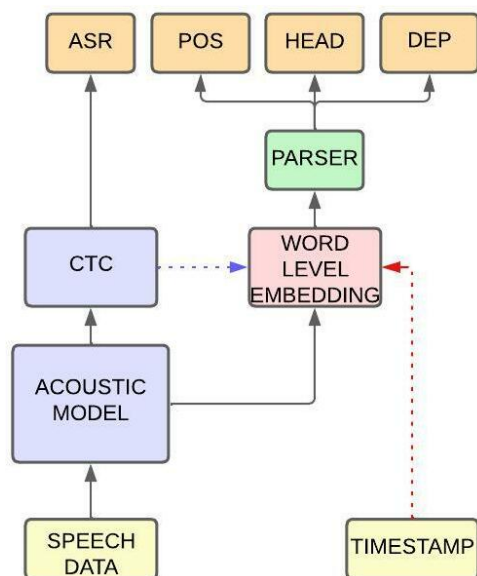 ASR
POS
HEAD
DEP
PARSER
CTC
WORD
LEVEL
EMBEDDING
ACOUSTIC
MODEL
SPEECH
DATA
TIMESTAMP